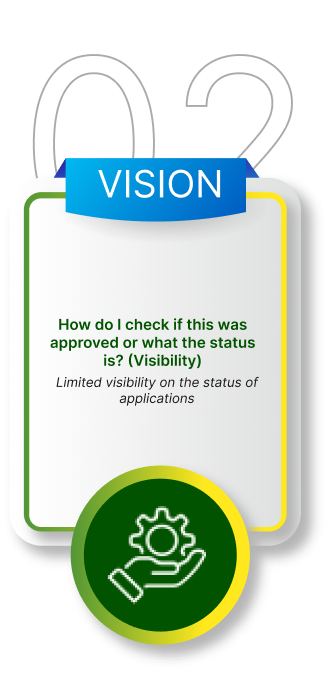 02
VISION
How do I check if this was
approved or what the status
is? (Visibility)
Limited visibility on the status of
applications